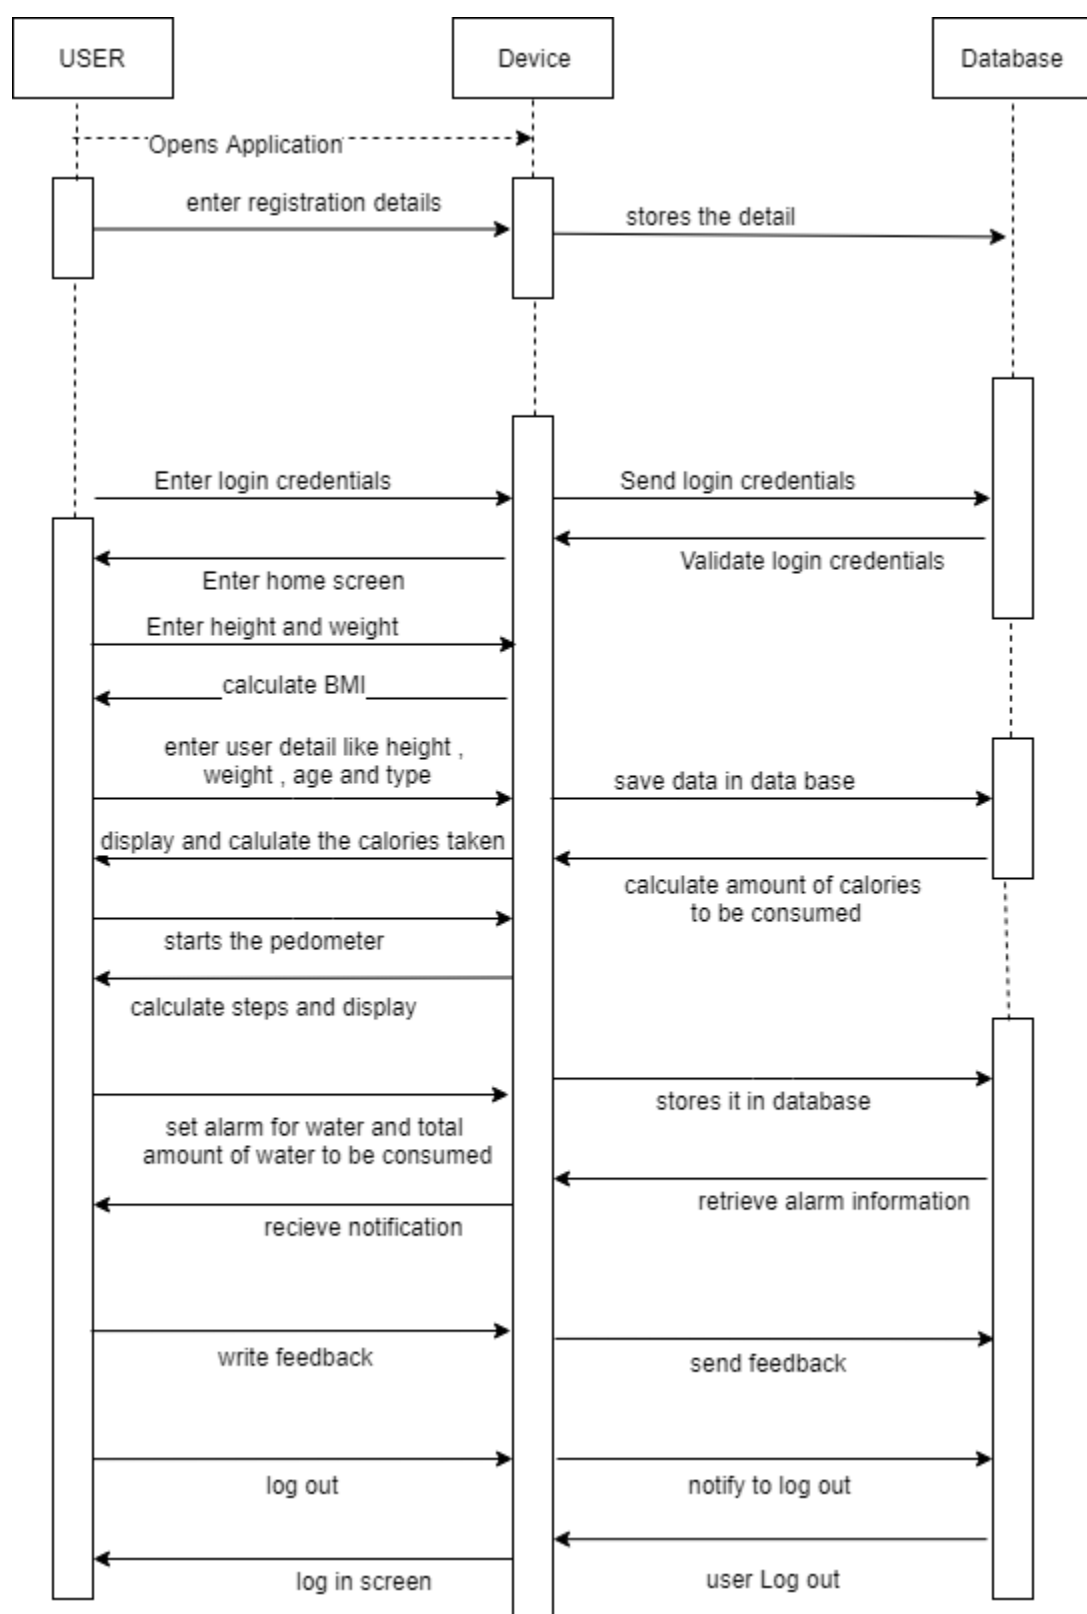 USER
Device
Database
Opens Application
enter registration details
stores the detail
Enter login credentials
Send login credentials
Validate login credentials
Enter home screen
Enter height and weight
calculate BMI
enter user detail like height ,
weight , age and type
save data in data base
display and calulate the calories taken
calculate amount of calories
to be consumed
starts the pedometer
calculate steps and display
stores it in database
set alarm for water and total
amount of water to be consumed
retrieve alarm information
recieve notification
write feedback
send feedback
log out
notify to log out
user Log out
log in screen